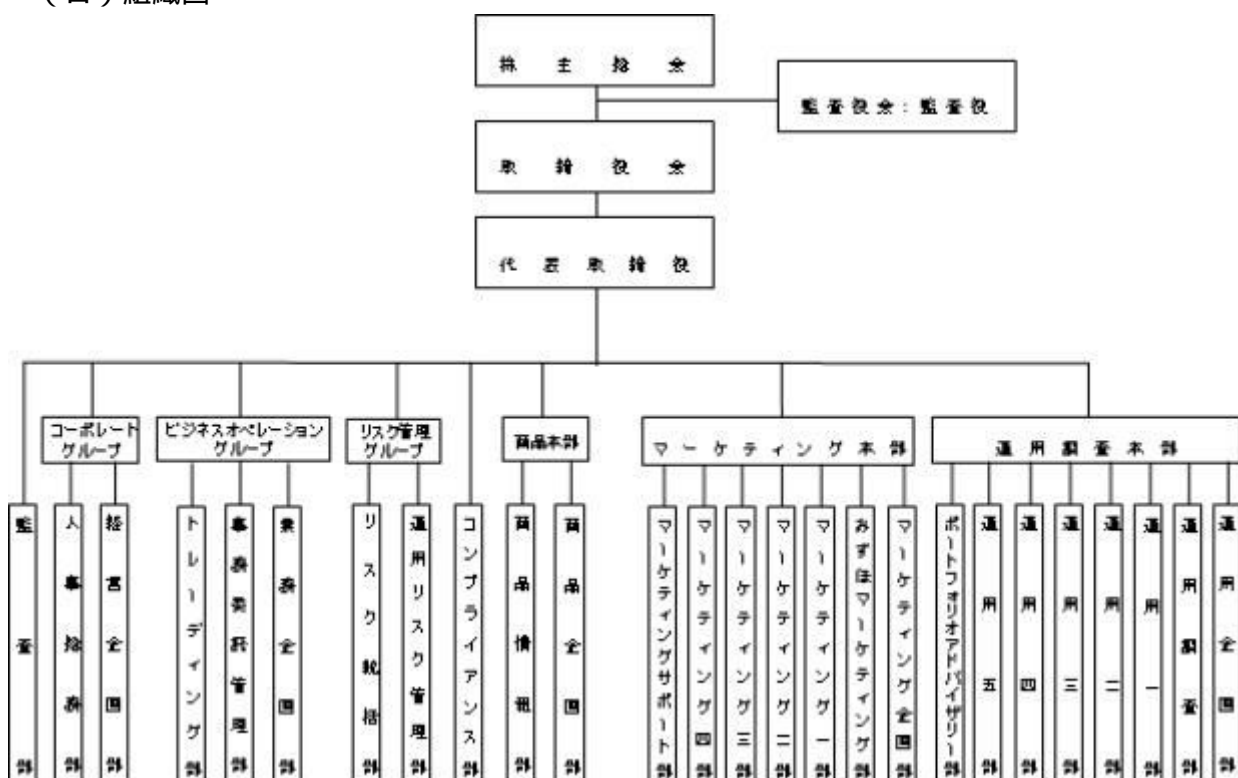 株主総会
監査役会:監査役
取締役会
代表取締役
コーポレート
グループ
ビジネスオペレーション
グループ
リスク管理
グループ
商品本部
マーケティング本部
運用調査本部
監査部
人事総務部
経営企画部
トレーディング部
事務委託管理部
業務企画部
リスク統括部
運用リスク管理部
コンプライアンス部
商品情報部
商品企画部
マーケティングサポート部
マーケティング四部
マーケティング三部
マーケティング二部
マーケティング一部
みずほマーケティング部
マーケティング企画部
ポートフォリオアドバイザリー部
運用五部
運用四部
運用三部
運用二部
運用一部
運用調査部
運用企画部